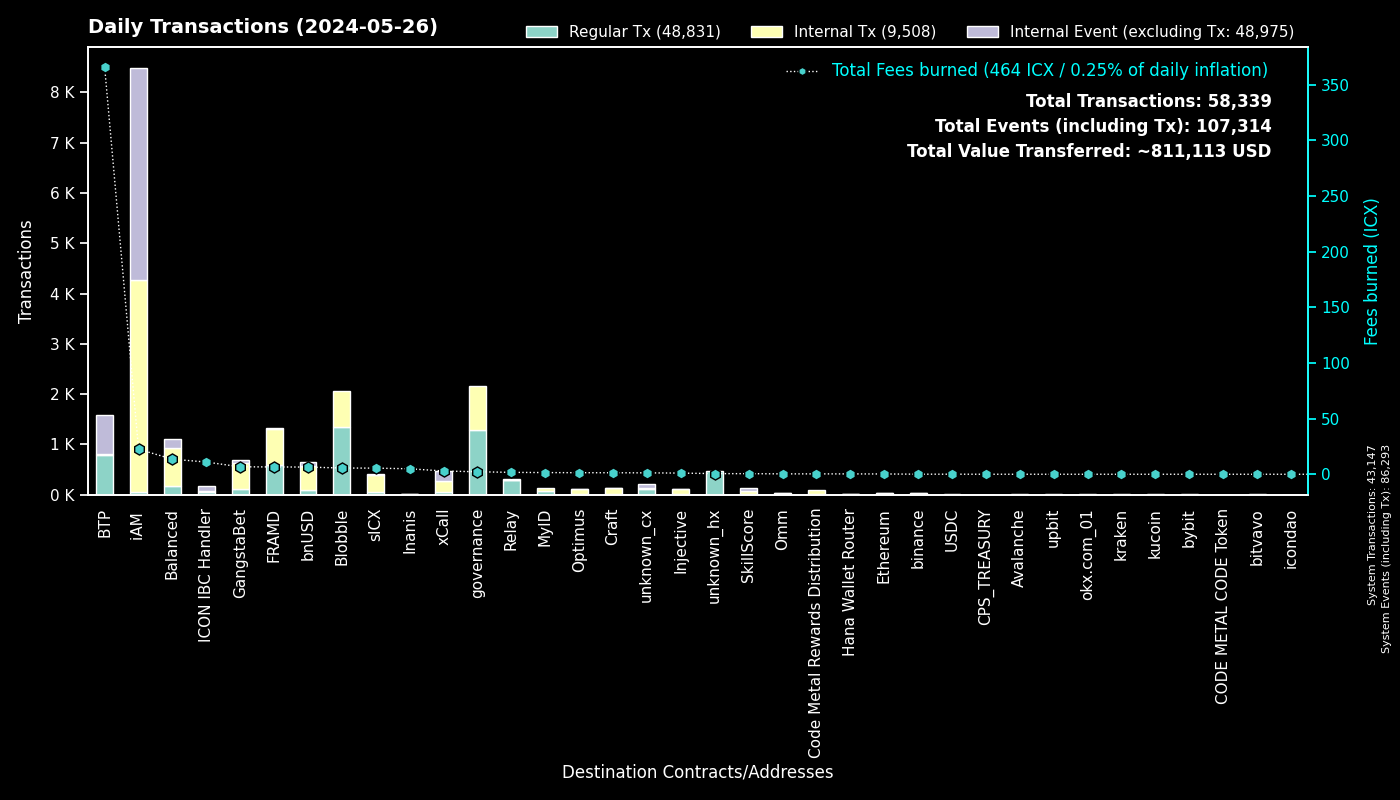 Daily Transactions (2024-05-26)
Regular Tx (48,831)
Internal Tx (9,508)
Internal Event (excluding Tx: 48,975)
Total Fees burned (464 ICX / 0.25% of daily inflation)
Total Transactions: 58,339
Total Events (including Tx): 107,314
Total Value Transferred: ~811,113 USD
Transactions
8 K
7 K
6 K
5 K
4 K
3 K
2 K
1 K
0 K
350
300
250
200
150
100
50
0
Fees burned (ICX)
BTP
iAM
Balanced
ICON IBC Handler
GangstaBet
FRAMD
bnUSD
Blobble
sICX
Inanis
xCall
governance
Relay
MyID
Optimus
Craft
unknown_cx
Injective
unknown_hx
SkillScore
Omm
Code Metal Rewards Distribution
Hana Wallet Router
Ethereum
binance
USDC
CPS_TREASURY
Avalanche
upbit
okx.com_01
kraken
kucoin
bybit
CODE METAL CODE Token
bitvavo
icondao
Destination Contracts/Addresses
System Transactions: 43,147
System Events (including Tx): 86,293